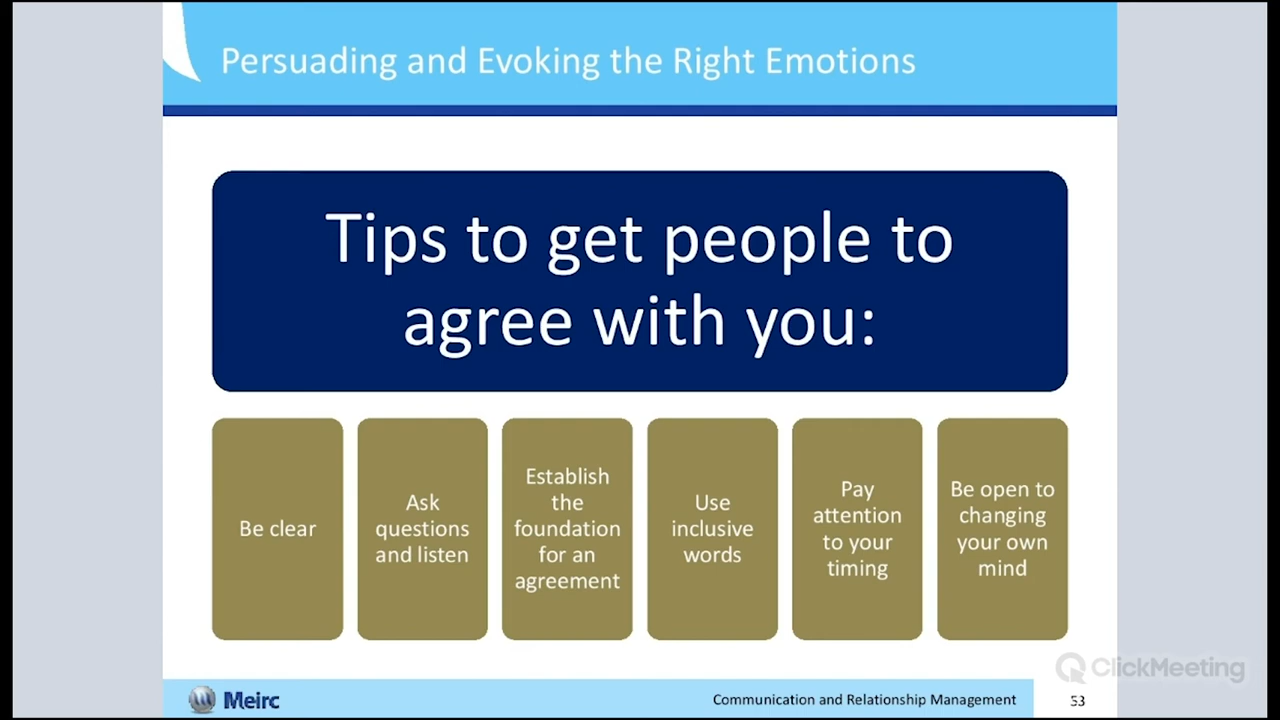 Persuading and Evoking the Right Emotions
Tips to get people to
agree with you:
Be clear
Ask
questions
and listen
Establish
the
foundation
for an
agreement
Use
inclusive
words
Pay
attention
to your
timing
Be open to
changing
your own
mind
ClickMeeting
Meirc
Communication and Relationship Management
53